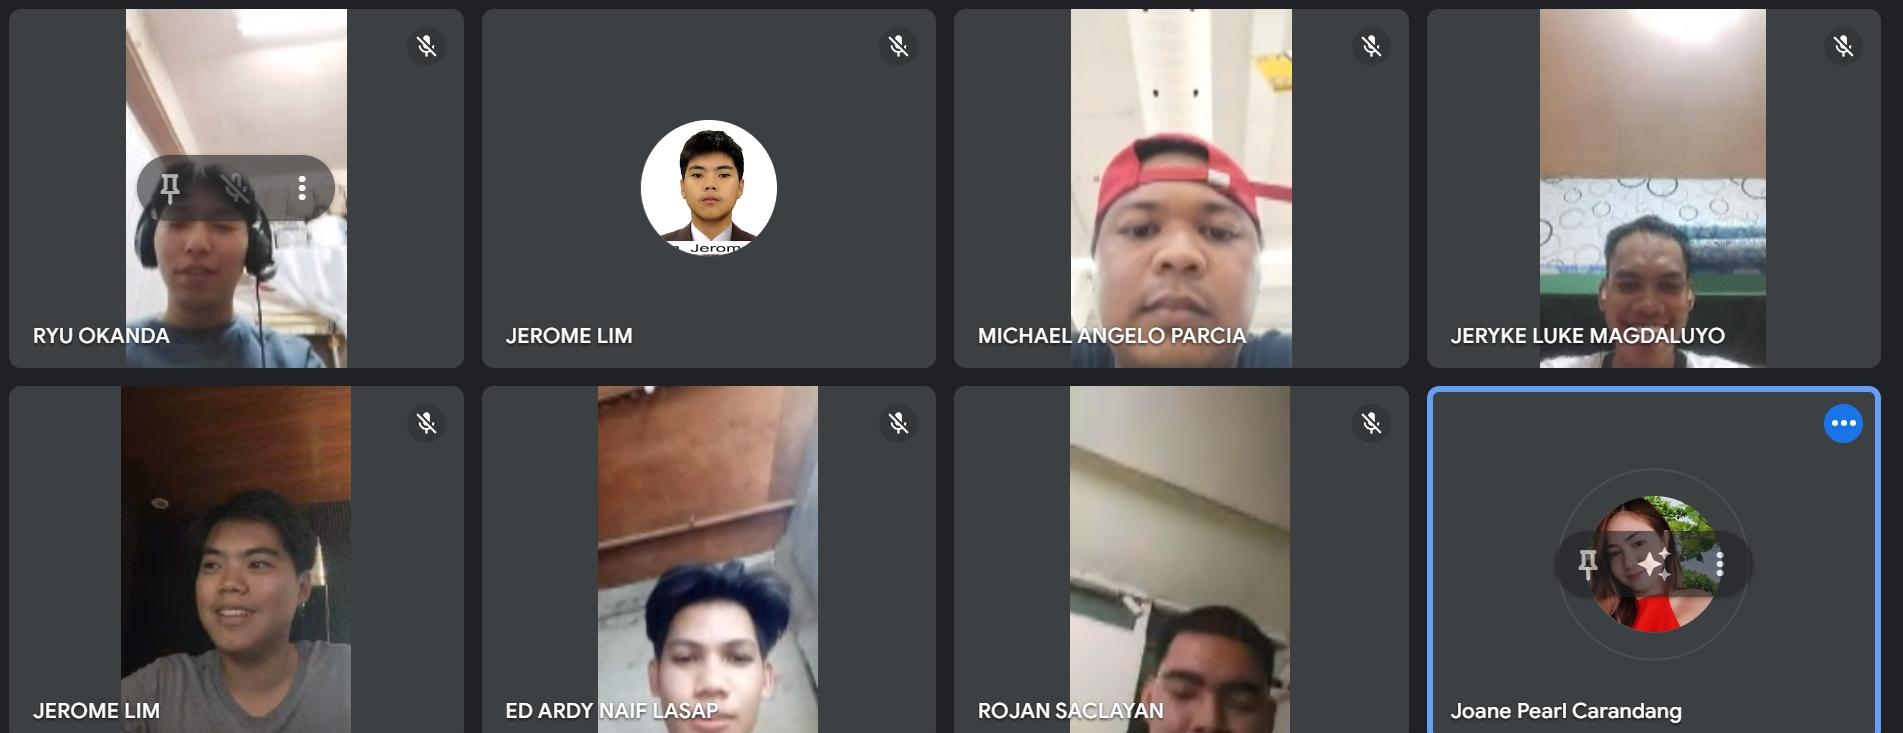 RYU OKANDA
Jerom
JEROME LIM
MICHAEL ANGELO PARCIA
JERYKE LUKE MAGDALUYO
JEROME LIM
ED ARDY NAIF LASAP
ROJAN SACLAYAN
Joane Pearl Carandang